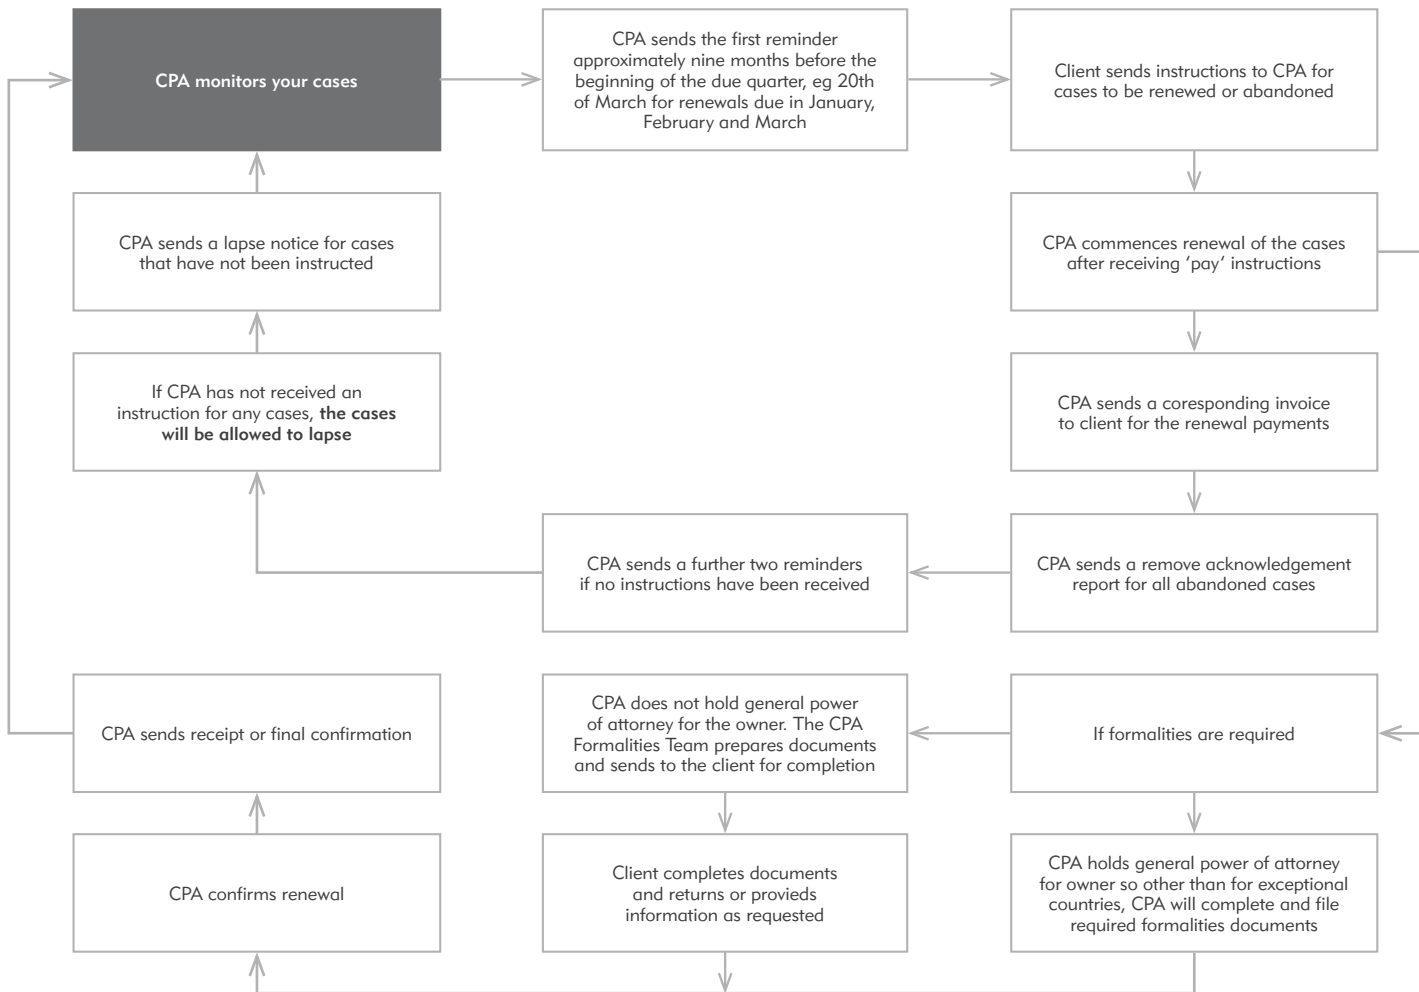 CPA monitors your cases
CPA sends the first reminder
approximately nine months before the
beginning of the due quarter, eg 20th
of March for renewals due in January,
February and March
Client sends instructions to CPA for
cases to be renewed or abandoned
CPA sends a lapse notice for cases
that have not been instructed
CPA commences renewal of the cases
after receiving ‘pay’ instructions
If CPA has not received an
instruction for any cases, the cases
will be allowed to lapse
CPA sends a coresponding invoice
to client for the renewal payments
CPA sends a further two reminders
if no instructions have been received
CPA sends a remove acknowledgement
report for all abandoned cases
CPA sends receipt or final confirmation
CPA does not hold general power
of attorney for the owner. The CPA
Formalities Team prepares documents
and sends to the client for completion
If formalities are required
CPA confirms renewal
Client completes documents
and returns or provieds
information as requested
CPA holds general power of attorney
for owner so other than for exceptional
countries, CPA will complete and file
required formalities documents